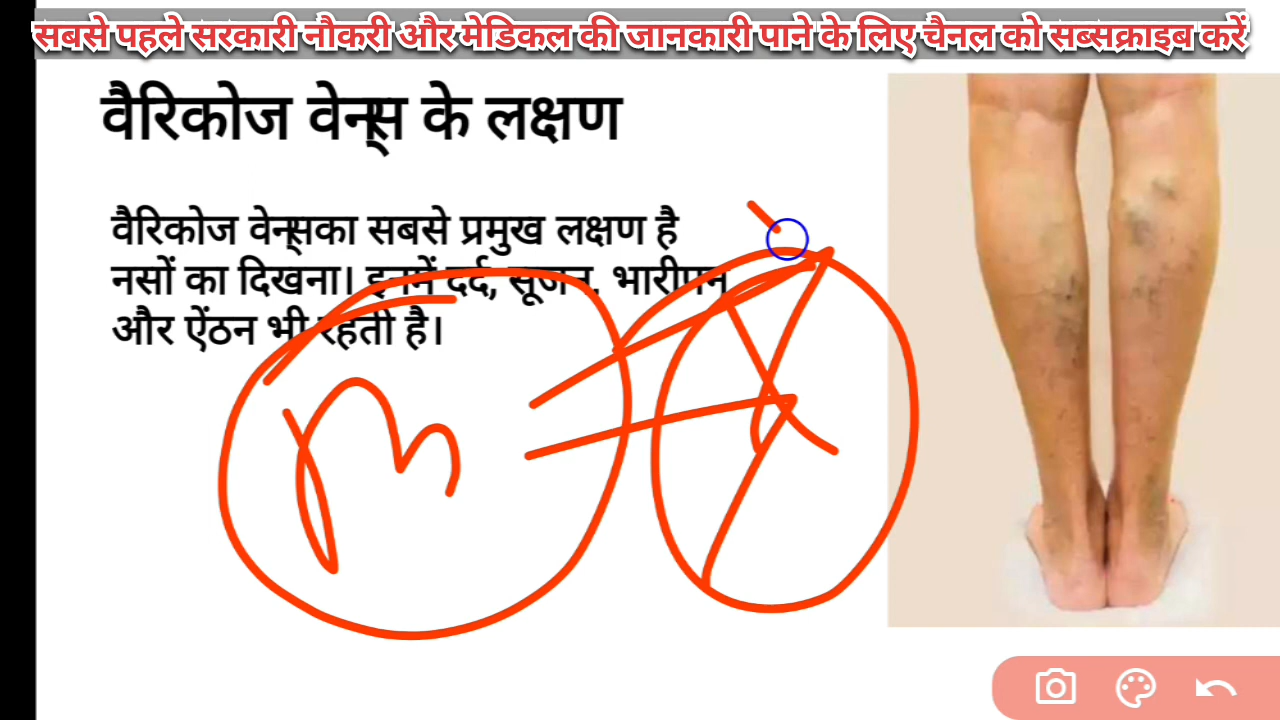 सबसे पहले सरकारी नौकरी और मेडिकल की जानकारी पाने के लिए चैनल को सब्सक्राइब करें
वैरिकोज वेन्स के लक्षण
वैरिकोज वेन्सका सबसे प्रमुख लक्षण है
नसों का दिखना। इनमें दर्द, सूजन, भारीपन
और ऐंठन भी रहती है।